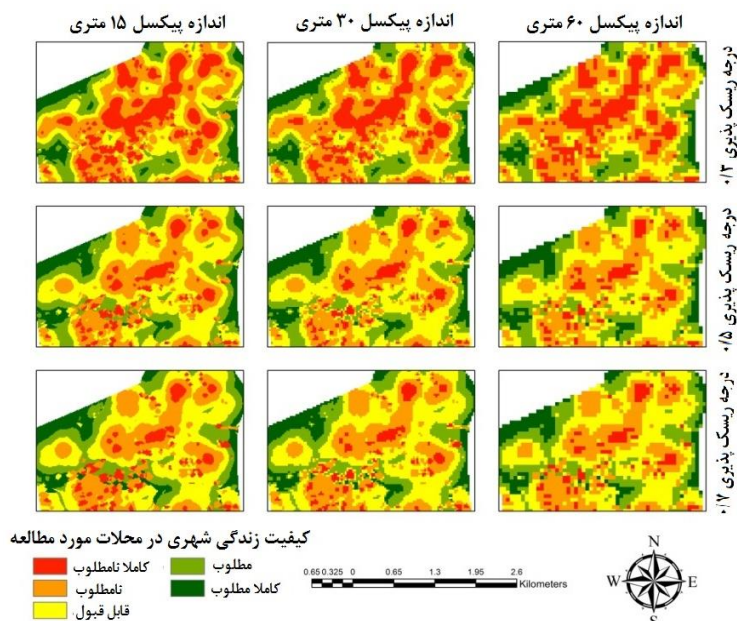 اندازه پیکسل ۱۵ متری
اندازه پیکسل ۳۰ متری
اندازه پیکسل ۶۰ متری
درجه ریسک پذیری ۰/۳
درجه ریسک پذیری ۰/۵
درجه ریسک پذیری ۰/۷
کیفیت زندگی شهری در محلات مورد مطالعه
کاملا نامطلوب
مطلوب
نامطلوب
کاملا مطلوب
قابل قبول
0.65 0.325 0 0.65 1.3 1.95 2.6
Kilometers
N
W E
S